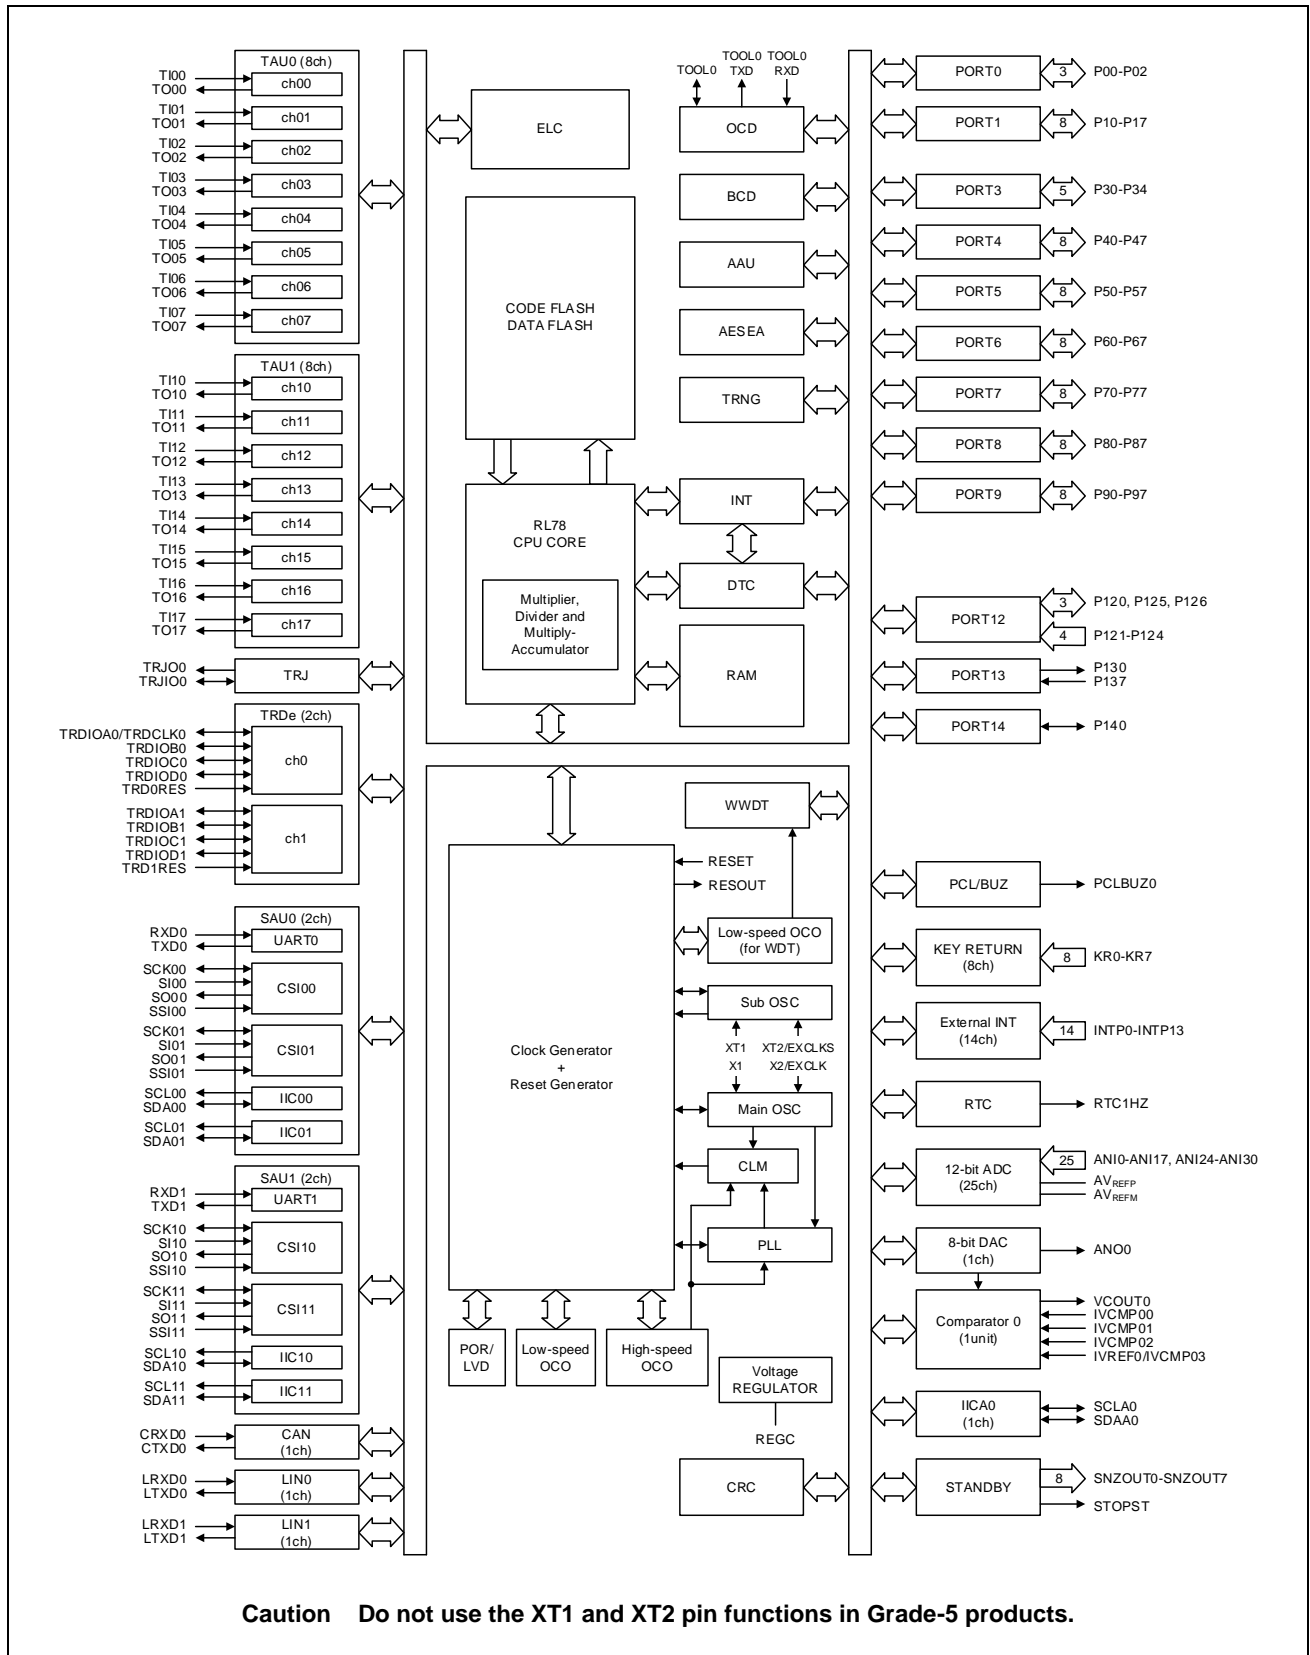 TAU0 (8ch)
TI00
TO00
ch00
TI01
TO01
ch01
TI02
TO02
ch02
TI03
TO03
ch03
TI04
TO04
ch04
TI05
TO05
ch05
TI06
TO06
ch06
TI07
TO07
ch07
TAU1 (8ch)
TI10
TO10
ch10
TI11
TO11
ch11
TI12
TO12
ch12
TI13
TO13
ch13
TI14
TO14
ch14
TI15
TO15
ch15
TI16
TO16
ch16
TI17
TO17
ch17
TRJO0
TRJIO0
TRJ
TRDe (2ch)
TRDIOA0/TRDCLK0
TRDIOB0
TRDIOC0
TRDIOD0
TRD0RES
ch0
TRDIOA1
TRDIOB1
TRDIOC1
TRDIOD1
TRD1RES
ch1
SAU0 (2ch)
RXD0
TXD0
UART0
SCK00
SI00
SO00
SSI00
CSI00
SCK01
SI01
SO01
SSI01
CSI01
SCL00
SDA00
IIC00
SCL01
SDA01
IIC01
SAU1 (2ch)
RXD1
TXD1
UART1
SCK10
SI10
SO10
SSI10
CSI10
SCK11
SI11
SO11
SSI11
CSI11
SCL10
SDA10
IIC10
SCL11
SDA11
IIC11
CRXD0
CTXD0
CAN
(1ch)
LRXD0
LTXD0
LIN0
(1ch)
LRXD1
LTXD1
LIN1
(1ch)
ELC
CODE FLASH
DATA FLASH
RL78
CPU CORE
Multiplier,
Divider and
Multiply-
Accumulator
TOOL0
TOOL0
TXD
TOOL0
RXD
OCD
BCD
AAU
AESEA
TRNG
INT
DTC
RAM
WWDT
RESET
RESOUT
Low-speed OCO
(for WDT)
Sub OSC
XT1
XT2/EXCLKS
X1
X2/EXCLK
Main OSC
CLM
PLL
Clock Generator
+
Reset Generator
POR/
LVD
Low-speed
OCO
High-speed
OCO
Voltage
REGULATOR
REGC
CRC
PORT0
3
P00-P02
PORT1
8
P10-P17
PORT3
5
P30-P34
PORT4
8
P40-P47
PORT5
8
P50-P57
PORT6
8
P60-P67
PORT7
8
P70-P77
PORT8
8
P80-P87
PORT9
8
P90-P97
PORT12
3
P120, P125, P126
4
P121-P124
PORT13
P130
P137
PORT14
P140
PCL/BUZ
PCLBUZ0
KEY RETURN
(8ch)
8
KR0-KR7
External INT
(14ch)
14
INTP0-INTP13
RTC
RTC1HZ
12-bit ADC
(25ch)
25
ANI0-ANI17, ANI24-ANI30
AVREFP
AVREFM
8-bit DAC
(1ch)
ANO0
Comparator 0
(1unit)
VCOUT0
IVCMP00
IVCMP01
IVCMP02
IVREF0/IVCMP03
IICA0
(1ch)
SCLA0
SDAA0
STANDBY
8
SNZOUT0-SNZOUT7
STOPST
Caution Do not use the XT1 and XT2 pin functions in Grade-5 products.